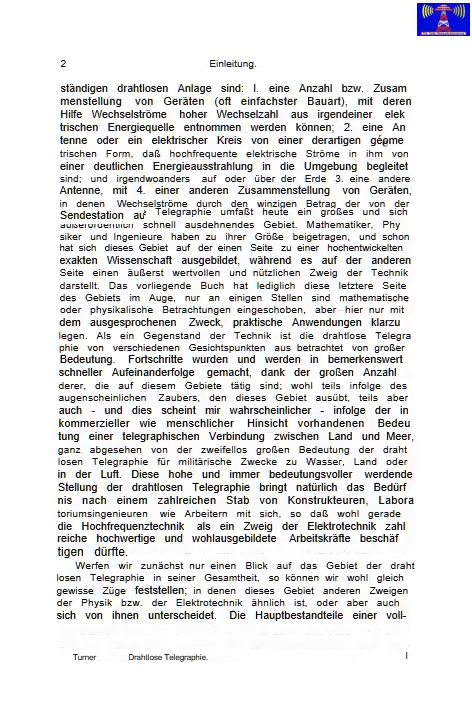 2
Einleitung.
ständigen drahtlosen Anlage sind: l. eine Anzahl bzw. Zusam
menstellung von Geräten (oft einfachster Bauart), mit deren
Hilfe Wechselströme hoher Wechselzahl aus irgendeiner elek
trischen Energiequelle entnommen werden können; 2. eine An
tenne oder ein elektrischer Kreis von einer derartigen geome
trischen Form, daß hochfrequente elektrische Ströme in ihm von
einer deutlichen Energieausstrahlung in die Umgebung begleitet
sind; und irgendwoanders auf oder über der Erde 3. eine andere
Antenne, mit 4. einer anderen Zusammenstellung von Geräten,
in denen Wechselströme durch den winzigen Betrag der von der
Sendestation au Telegraphie umfaßt heute ein großes und sich
außerordentlich schnell ausdehnendes Gebiet. Mathematiker, Phy
siker und Ingenieure haben zu ihrer Größe beigetragen, und schon
hat sich dieses Gebiet auf der einen Seite zu einer hochentwickelten
exakten Wissenschaft ausgebildet, während es auf der anderen
Seite einen äußerst wertvollen und nützlichen Zweig der Technik
darstellt. Das vorliegende Buch hat lediglich diese letztere Seite
des Gebiets im Auge, nur an einigen Stellen sind mathematische
oder physikalische Betrachtungen eingeschoben, aber hier nur mit
dem ausgesprochenen Zweck, praktische Anwendungen klarzu
legen. Als ein Gegenstand der Technik ist die drahtlose Telegra
phie von verschiedenen Gesichtspunkten aus betrachtet von großer
Bedeutung. Fortschritte wurden und werden in bemerkenswert
schneller Aufeinanderfolge gemacht, dank der großen Anzahl
derer, die auf diesem Gebiete tätig sind; wohl teils infolge des
augenscheinlichen Zaubers, den dieses Gebiet ausübt, teils aber
auch - und dies scheint mir wahrscheinlicher - infolge der in
kommerzieller wie menschlicher Hinsicht vorhandenen Bedeu
tung einer telegraphischen Verbindung zwischen Land und Meer,
ganz abgesehen von der zweifellos großen Bedeutung der draht
losen Telegraphie für militärische Zwecke zu Wasser, Land oder
in der Luft. Diese hohe und immer bedeutungsvoller werdende
Stellung der drahtlosen Telegraphie bringt natürlich das Bedürf
nis nach einem zahlreichen Stab von Konstrukteuren, Labora
toriumsingenieuren wie Arbeitern mit sich, so daß wohl gerade
die Hochfrequenztechnik als ein Zweig der Elektrotechnik zahl
reiche hochwertige und wohlausgebildete Arbeitskräfte beschäf
tigen dürfte.
Werfen wir zunächst nur einen Blick auf das Gebiet der draht
losen Telegraphie in seiner Gesamtheit, so können wir wohl gleich
gewisse Züge feststellen; in denen dieses Gebiet anderen Zweigen
der Physik bzw. der Elektrotechnik ähnlich ist, oder aber auch
sich von ihnen unterscheidet. Die Hauptbestandteile einer voll-
Turner Drahtlose Telegraphie. l